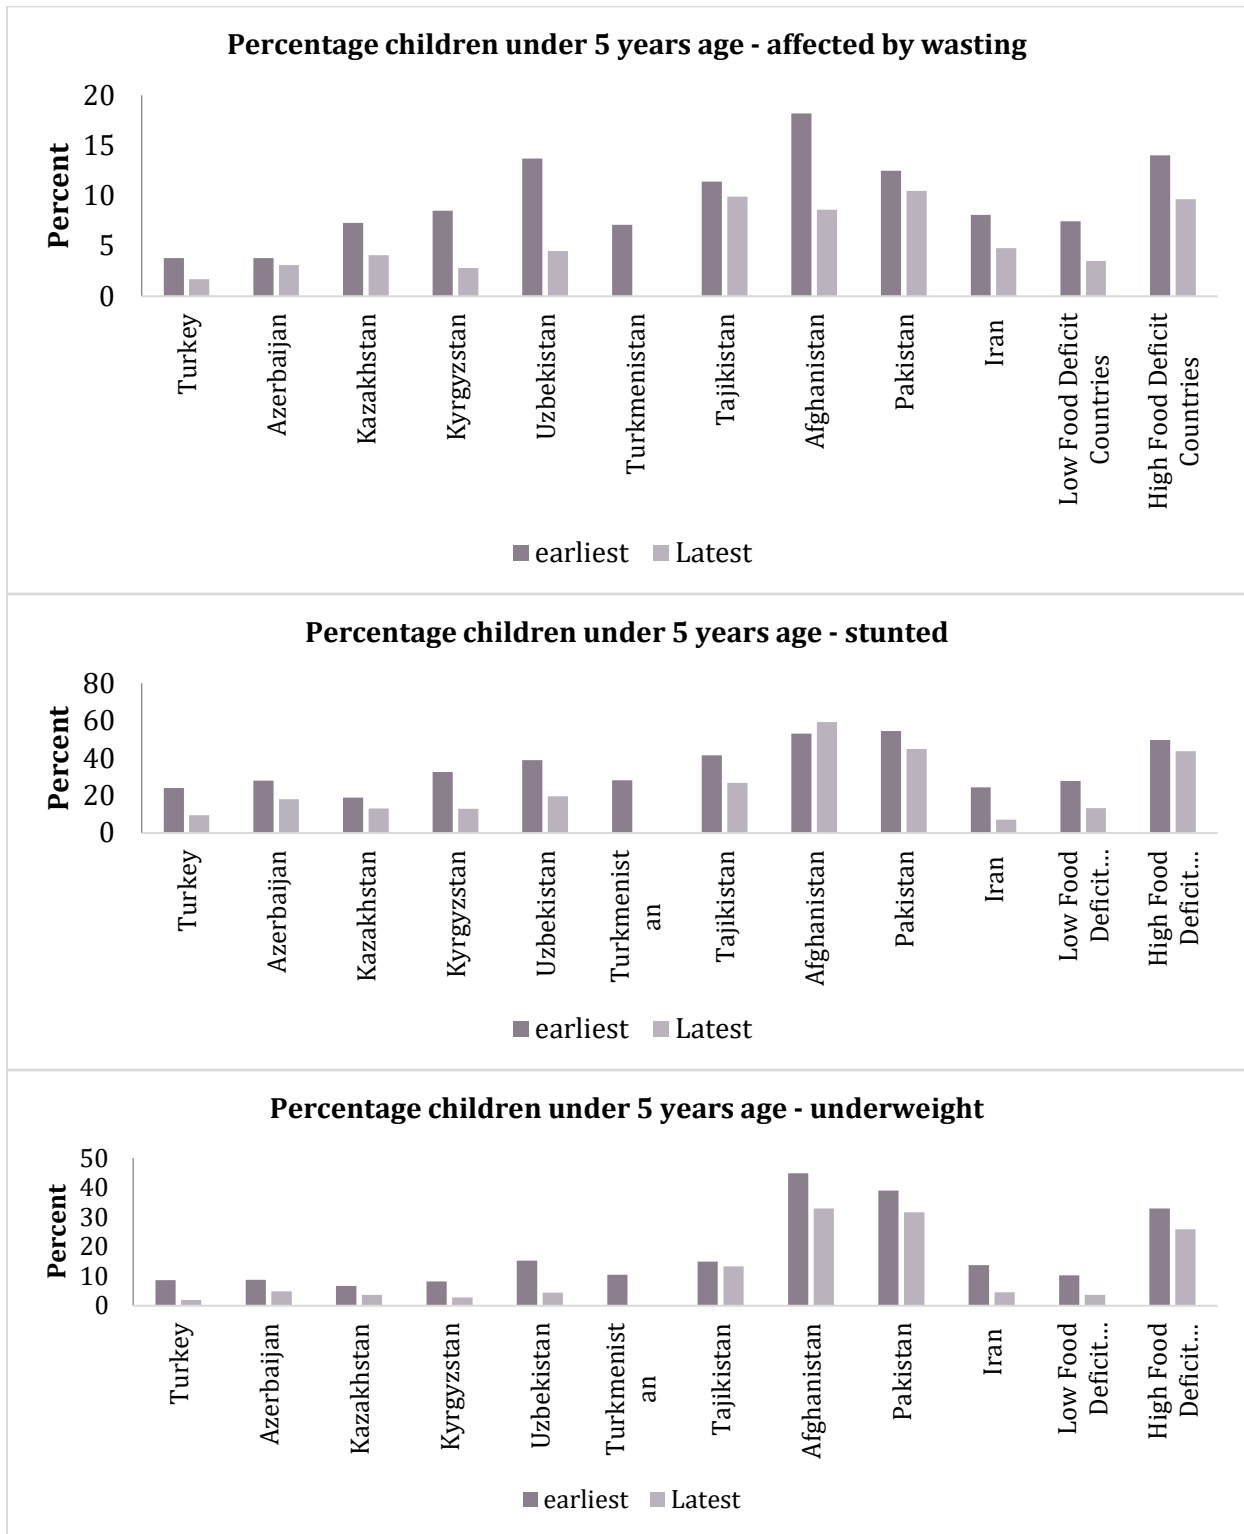 Percentage children under 5 years age - affected by wasting
Percent
20
15
10
5
0
Turkey
Azerbaijan
Kazakhstan
Kyrgyzstan
Uzbekistan
Turkmenistan
Tajikistan
Afghanistan
Pakistan
Iran
Low Food Deficit
Countries
High Food Deficit
Countries
earliest Latest
Percentage children under 5 years age - stunted
Percent
80
60
40
20
0
Turkey
Azerbaijan
Kazakhstan
Kyrgyzstan
Uzbekistan
Turkmenist
an
Tajikistan
Afghanistan
Pakistan
Iran
Low Food
Deficit...
High Food
Deficit...
earliest Latest
Percentage children under 5 years age - underweight
Percent
50
40
30
20
10
0
Turkey
Azerbaijan
Kazakhstan
Kyrgyzstan
Uzbekistan
Turkmenist
an
Tajikistan
Afghanistan
Pakistan
Iran
Low Food
Deficit...
High Food
Deficit...
earliest Latest